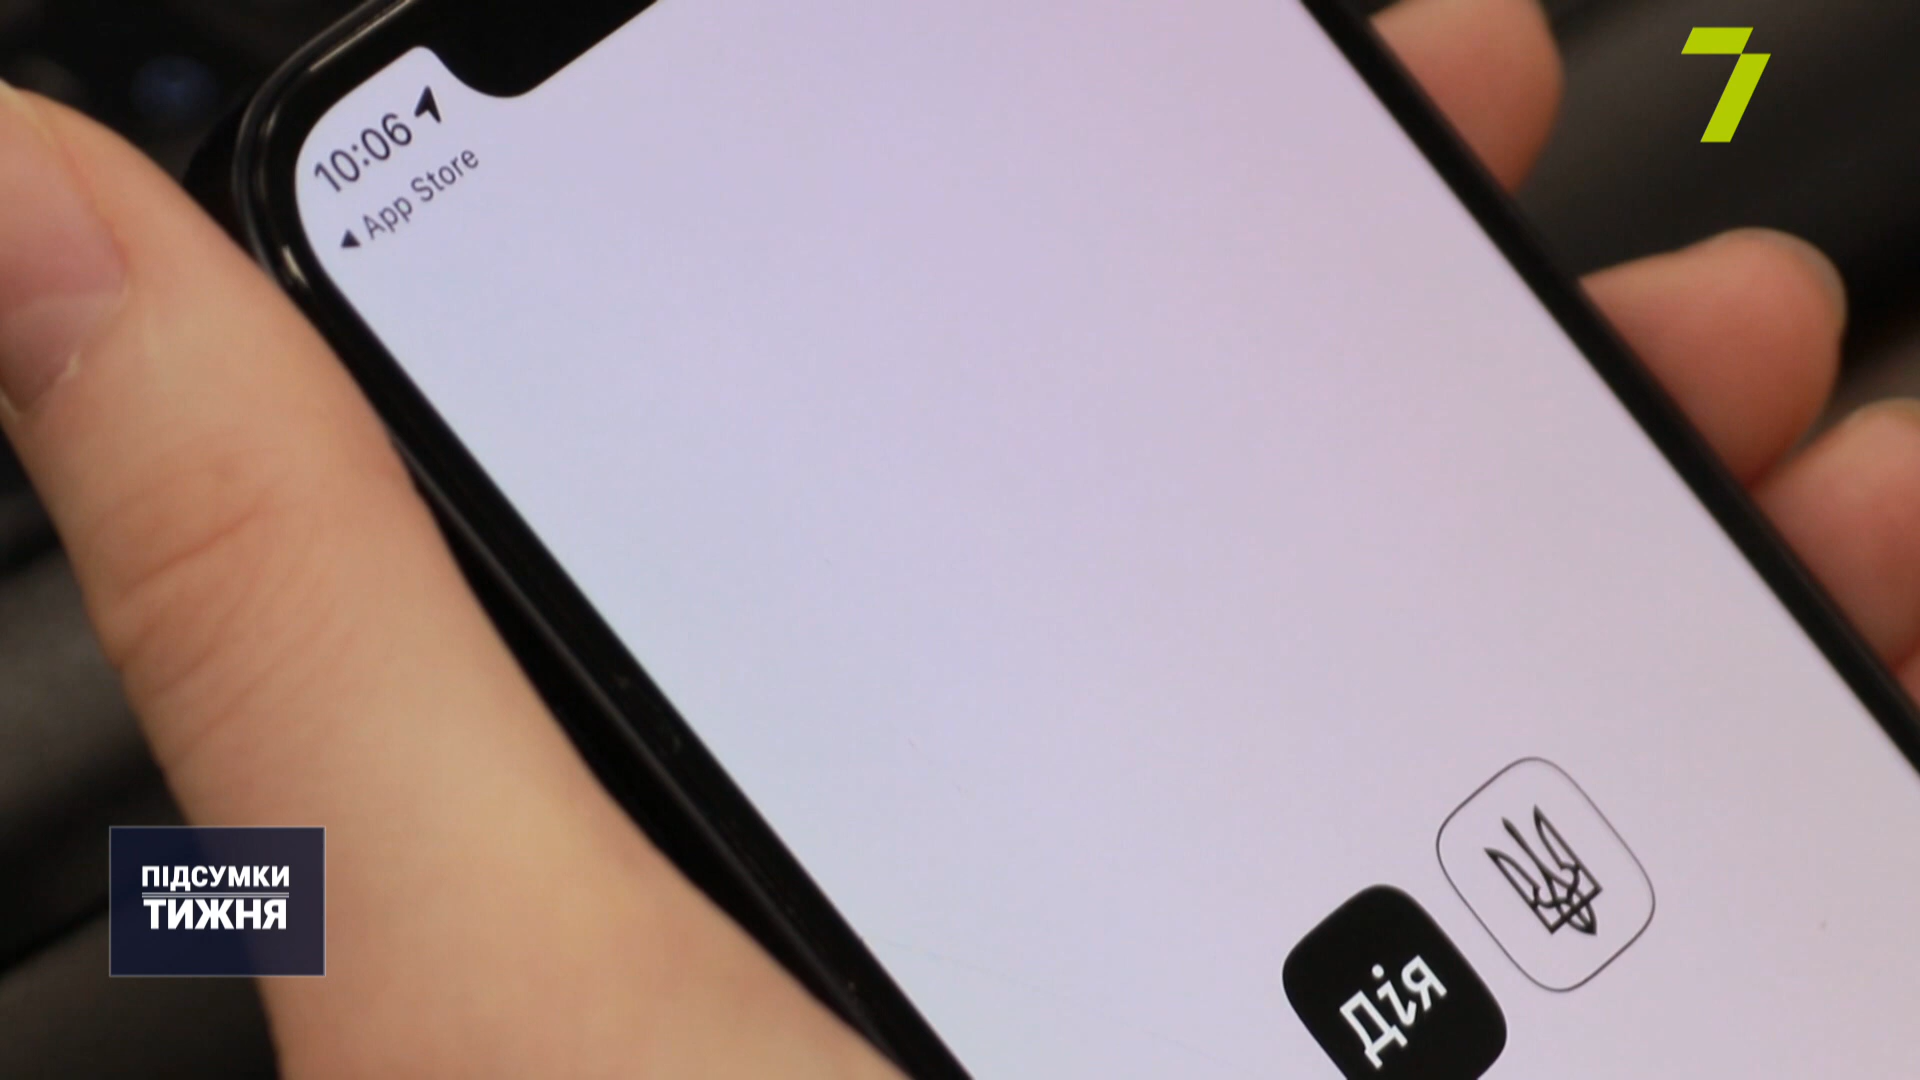 7
10:06
◀ App Store
ПІДСУМКИ
ТИЖНЯ
Дія